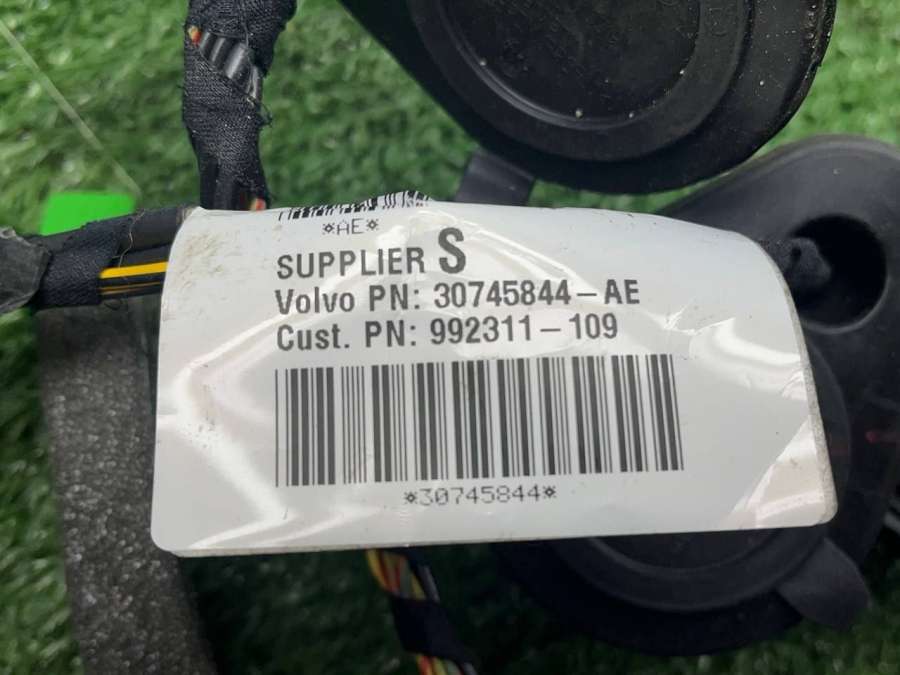 *AE*
SUPPLIER S
Volvo PN: 30745844-AE
Cust. PN: 992311-109
*30745844*